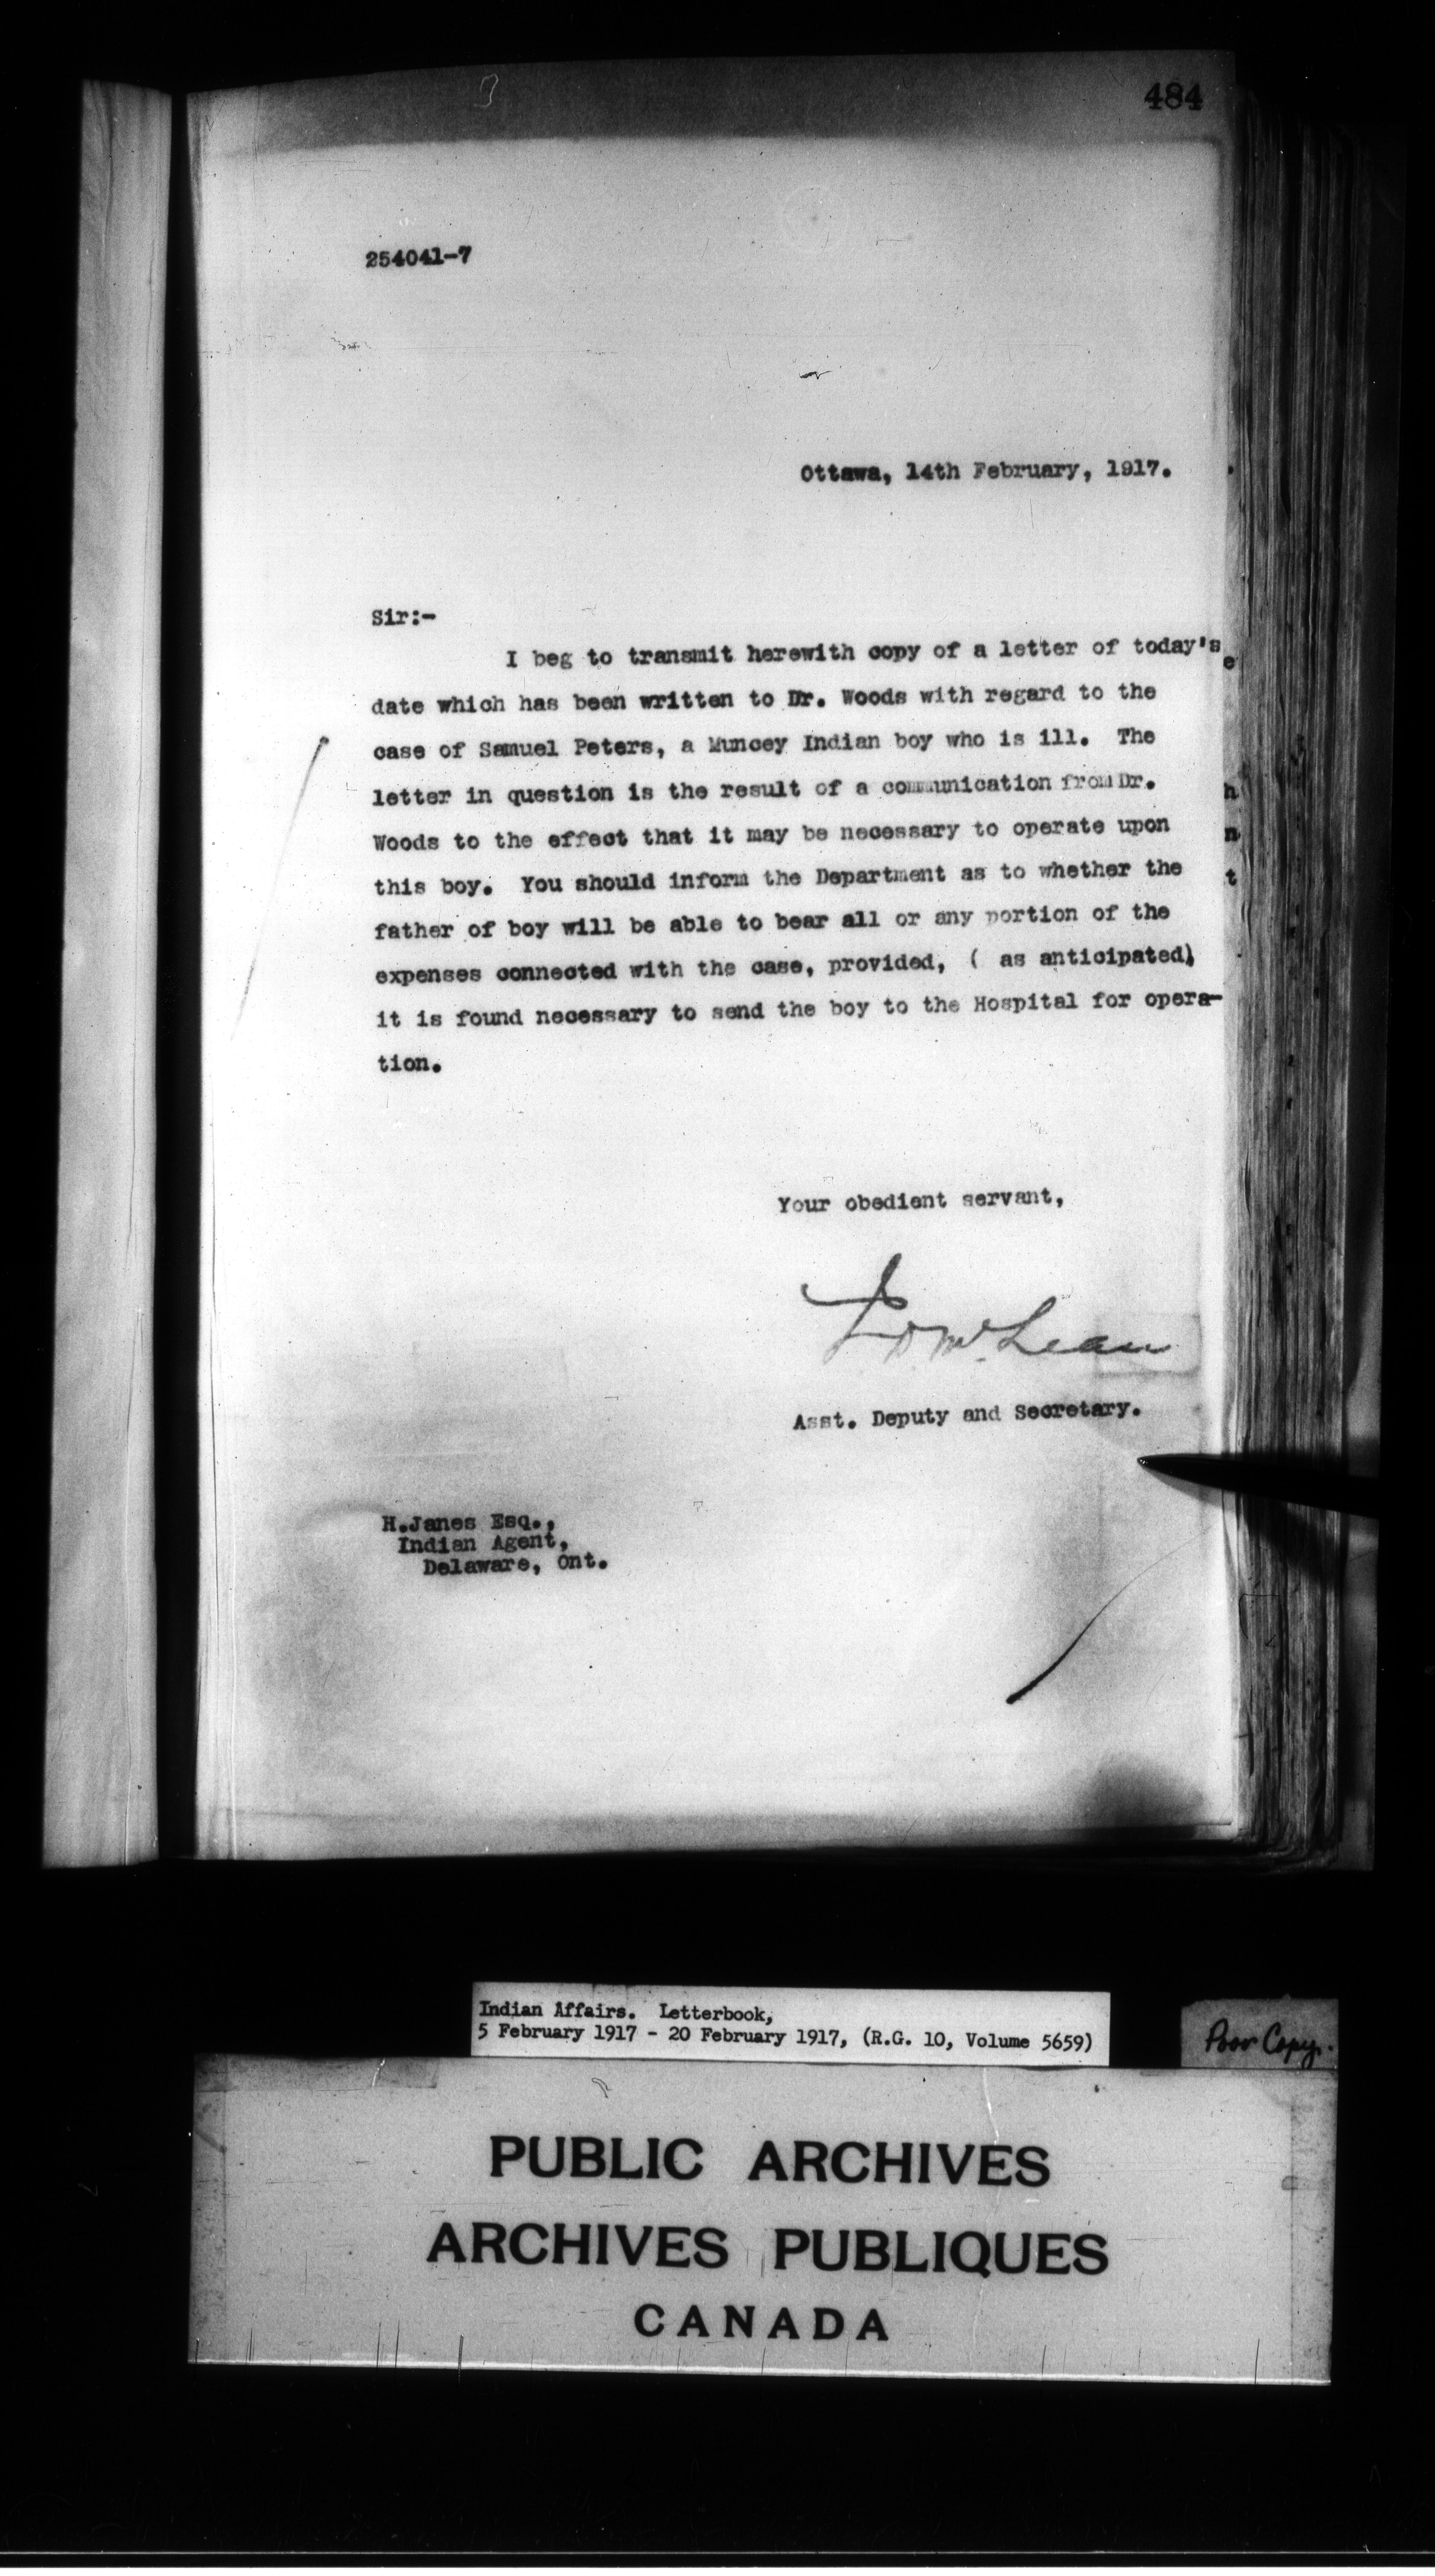 484
254041-7
Ottawa, 14th February, 1917.
Sir:-
I beg to transmit herewith copy of a letter of today's
date which has been written to Dr. Woods with regard to the
case of Samuel Peters, a Muncey Indian boy who is ill. The
letter in question is the result of a communication from Dr.
Woods to the effect that it may be necessary to operate upon
this boy. You should inform the Department as to whether the
father of boy will be able to bear all or any portion of the
expenses connected with the case, provided, ( as anticipated)
it is found necessary to send the boy to the Hospital for opera-
tion.
Your obedient servant,
J D McLean
Asst. Deputy and Secretary.
H.Janes Esq.,
Indian Agent,
Delaware, Ont.
Indian Affairs. Letterbook,
5 February 1917 - 20 February 1917, (R.G. 10, Volume 5659)
Poor Copy.
PUBLIC ARCHIVES
ARCHIVES PUBLIQUES
CANADA